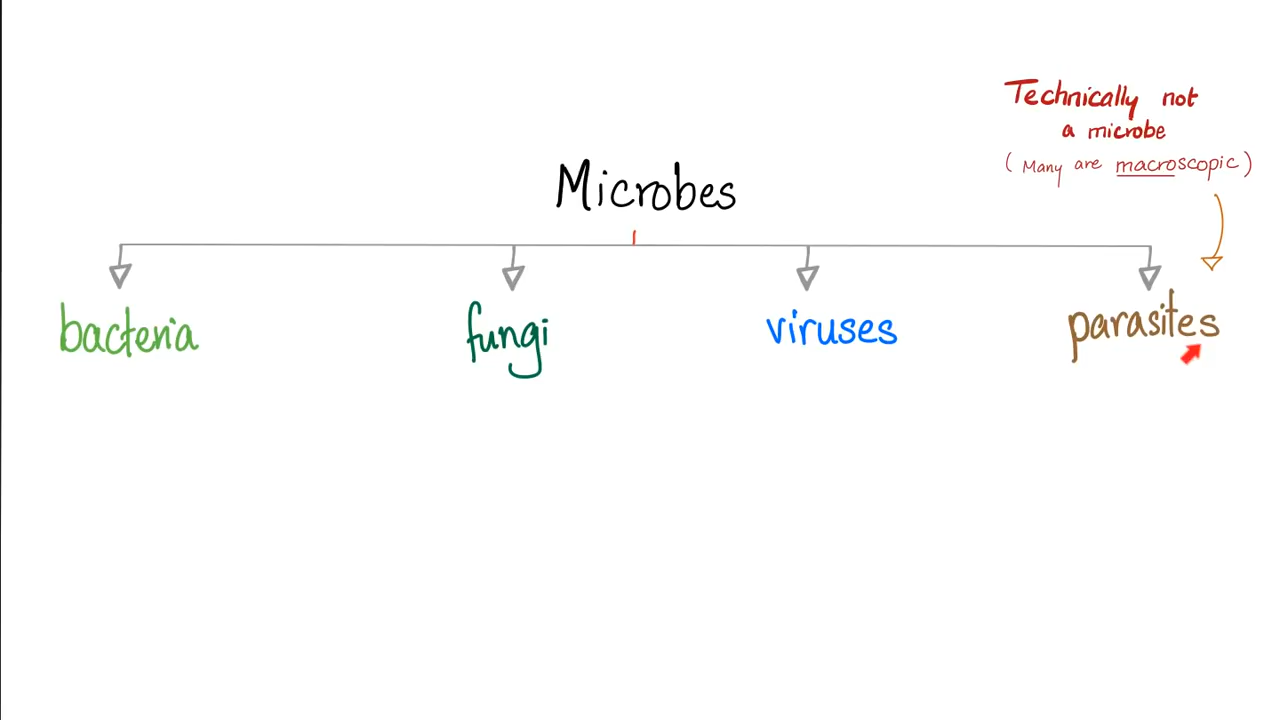 Technically not
a microbe
(Many are macroscopic)
Microbes
bacteria
fungi
viruses
parasites